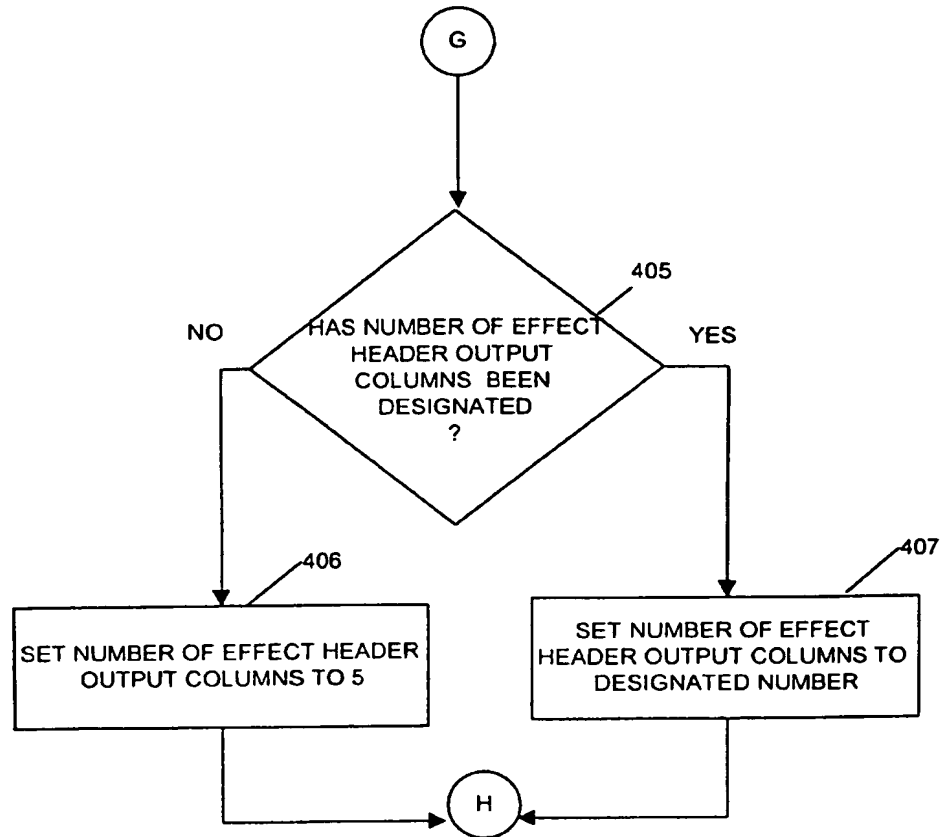 G
405
HAS NUMBER OF EFFECT
HEADER OUTPUT
COLUMNS BEEN
DESIGNATED
?
NO
YES
406
407
SET NUMBER OF EFFECT HEADER
OUTPUT COLUMNS TO 5
SET NUMBER OF EFFECT
HEADER OUTPUT COLUMNS TO
DESIGNATED NUMBER
H